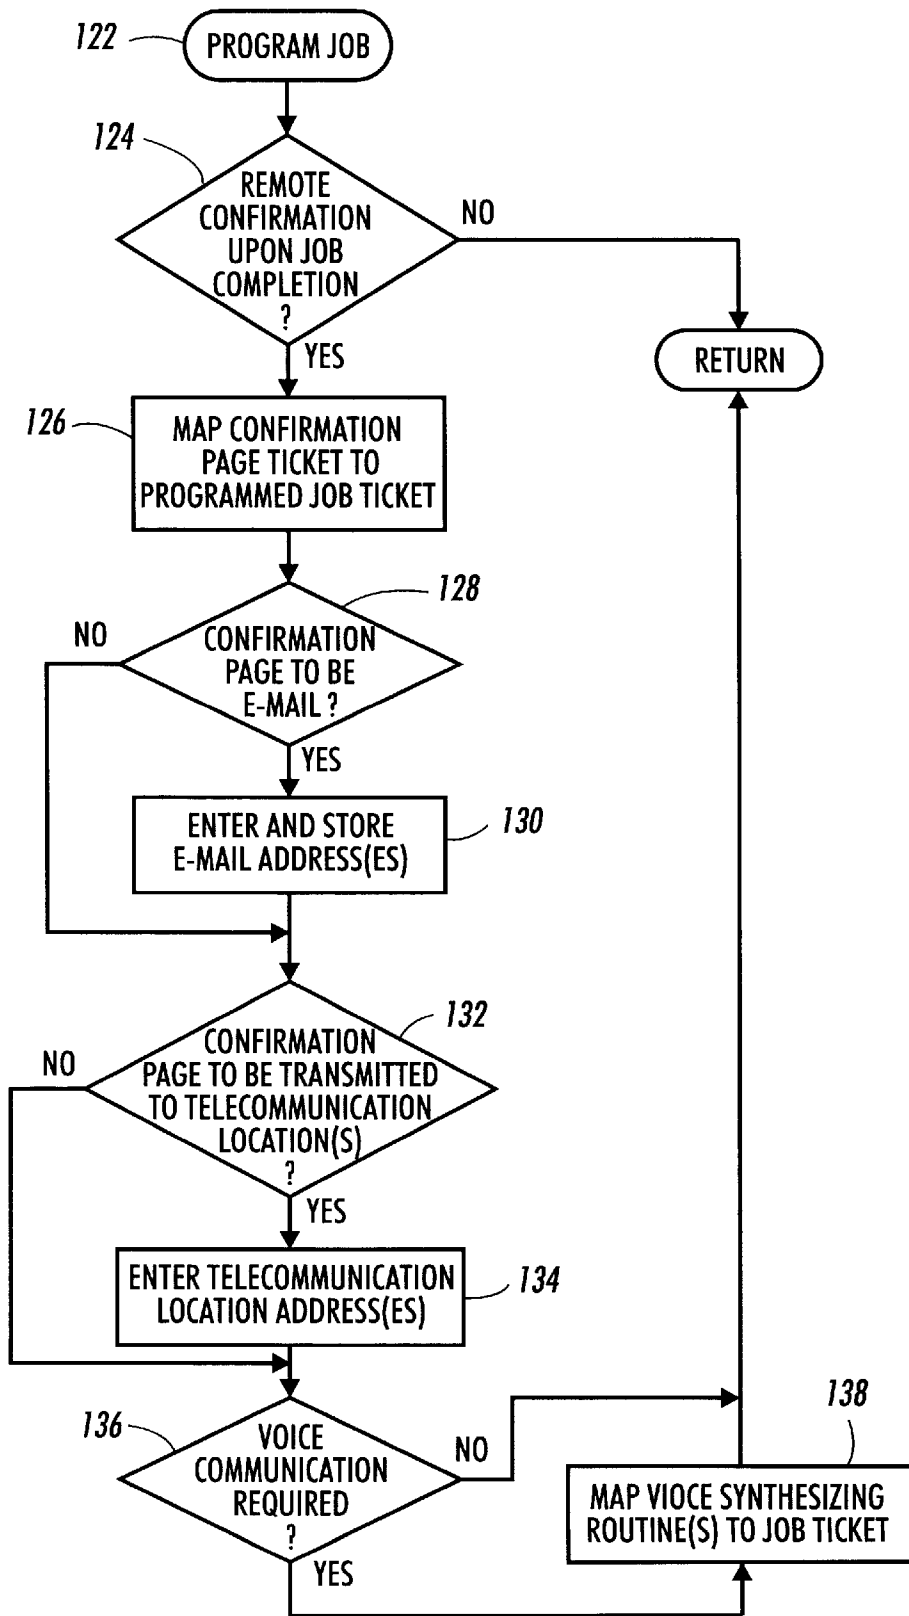 122
PROGRAM JOB
124
REMOTE
CONFIRMATION
UPON JOB
COMPLETION
?
NO
YES
RETURN
126
MAP CONFIRMATION
PAGE TICKET TO
PROGRAMMED JOB TICKET
128
NO
CONFIRMATION
PAGE TO BE
E-MAIL ?
YES
ENTER AND STORE
E-MAIL ADDRESS(ES)
130
132
NO
CONFIRMATION
PAGE TO BE TRANSMITTED
TO TELECOMMUNICATION
LOCATION(S)
?
YES
ENTER TELECOMMUNICATION
LOCATION ADDRESS(ES)
134
136
VOICE
COMMUNICATION
REQUIRED
?
NO
YES
138
MAP VIOCE SYNTHESIZING
ROUTINE(S) TO JOB TICKET